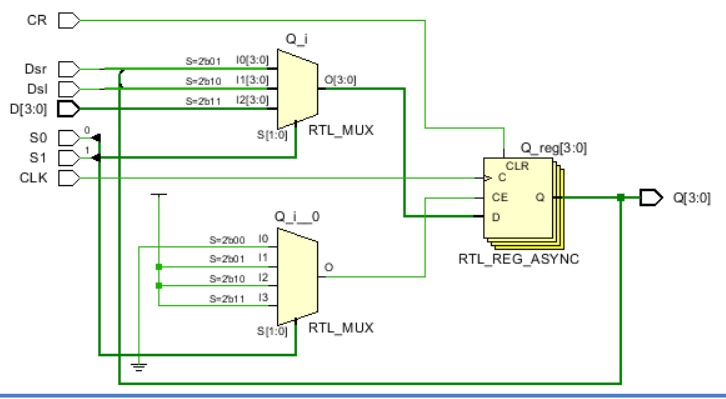 CR
Q_i
Dsr
S=2'b01 I0[3:0]
Dsl
S=2'b10 I1[3:0]
O[3:0]
D[3:0]
S=2'b11 I2[3:0]
S0 0
S[1:0]
RTL_MUX
S1 1
Q_reg[3:0]
CLR
CLK
C
CE
Q
Q[3:0]
D
Q_i__0
S=2'b00 I0
S=2'b01 I1
O
S=2'b10 I2
S=2'b11 I3
RTL_REG_ASYNC
S[1:0]
RTL_MUX